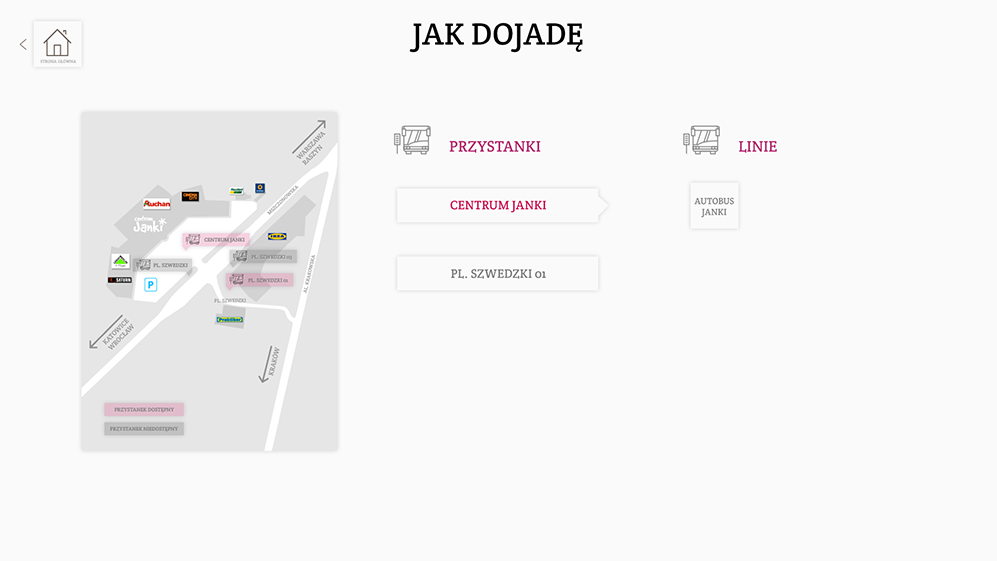 JAK DOJADĘ
STRONA GŁÓWNA
WARSZAWA
RASZYN
MSZCZONOWSKA
Auchan
CINEMA
CITY
centrum
Janki
CENTRUM JANKI
IKEA
PL. SZWEDZKI 03
PL. SZWEDZKI
SATURN
P
PL. SZWEDZKI 01
AL. KRAKOWSKA
PL. SZWEDZKI
Praktiker
KATOWICE
WROCŁAW
KRAKÓW
PRZYSTANEK DOSTĘPNY
PRZYSTANEK NIEDOSTĘPNY
PRZYSTANKI
CENTRUM JANKI
PL. SZWEDZKI 01
LINIE
AUTOBUS
JANKI